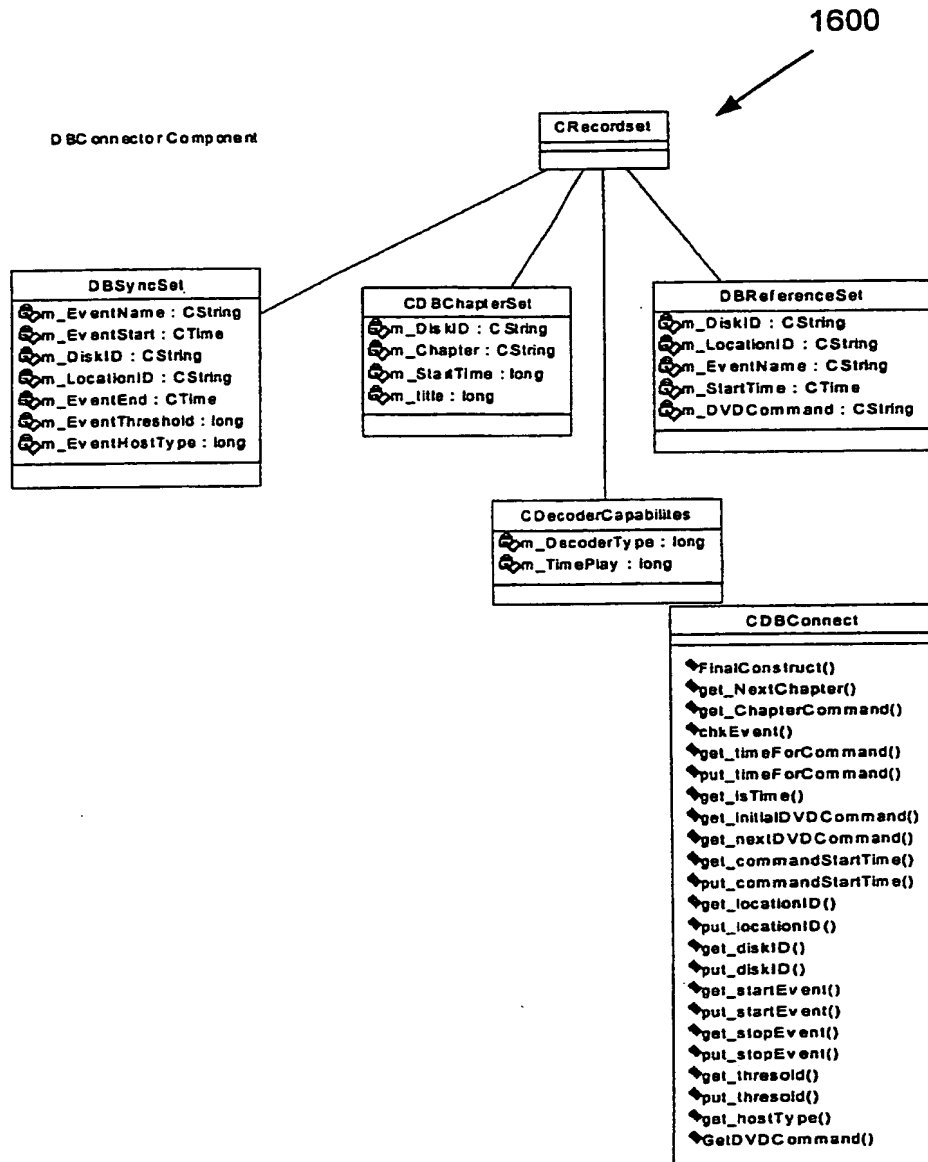 1600
DBConnector Component
CRecordset
DBSyncSet
m_EventName : CString
m_EventStart : CTime
m_DiskID : CString
m_LocationID : CString
m_EventEnd : CTime
m_EventThreshold : long
m_EventHostType : long
CDBChapterSet
m_DiskID : CString
m_Chapter : CString
m_StartTime : long
m_title : long
DBReferenceSet
m_DiskID : CString
m_LocationID : CString
m_EventName : CString
m_StartTime : CTime
m_DVDCommand : CString
CDecoderCapabilites
m_DecoderType : long
m_TimePlay : long
CDBConnect
FinalConstruct()
get_NextChapter()
get_ChapterCommand()
chkEvent()
get_timeForCommand()
put_timeForCommand()
get_isTime()
get_initialDVDCommand()
get_nextDVDCommand()
get_commandStartTime()
put_commandStartTime()
get_locationID()
put_locationID()
get_diskID()
put_diskID()
get_startEvent()
put_startEvent()
get_stopEvent()
put_stopEvent()
get_thresold()
put_thresold()
get_hostType()
GetDVDCommand()